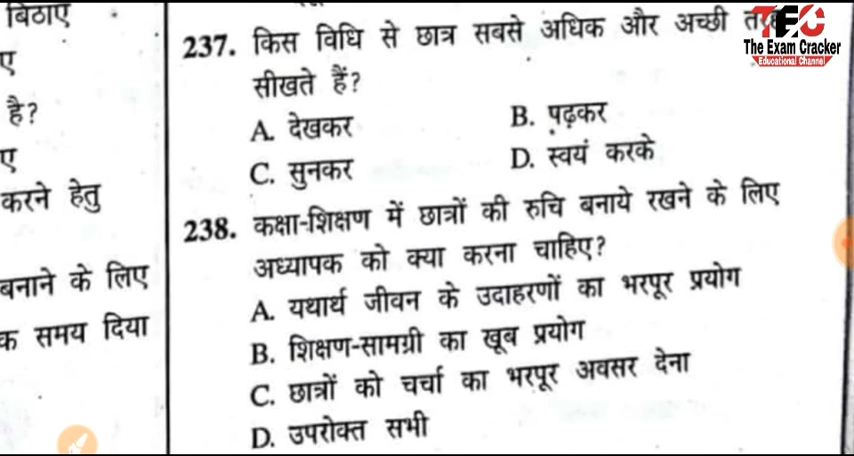 बिठाए
ए
है?
ए
करने हेतु
बनाने के लिए
क समय दिया
237. किस विधि से छात्र सबसे अधिक और अच्छी
सीखते हैं?
A. देखकर B. पढ़कर
C. सुनकर D. स्वयं करके
238. कक्षा-शिक्षण में छात्रों की रुचि बनाये रखने के लिए
अध्यापक को क्या करना चाहिए?
A. यथार्थ जीवन के उदाहरणों का भरपूर प्रयोग
B. शिक्षण-सामग्री का खूब प्रयोग
C. छात्रों को चर्चा का भरपूर अवसर देना
D. उपरोक्त सभी
TEC
The Exam Cracker
Educational Channel